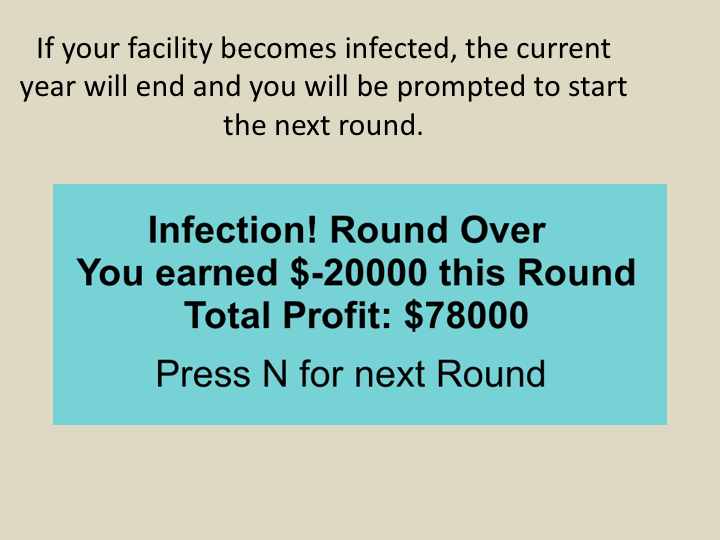 If your facility becomes infected, the current
year will end and you will be prompted to start
the next round.
Infection! Round Over
You earned $-20000 this Round
Total Profit: $78000
Press N for next Round